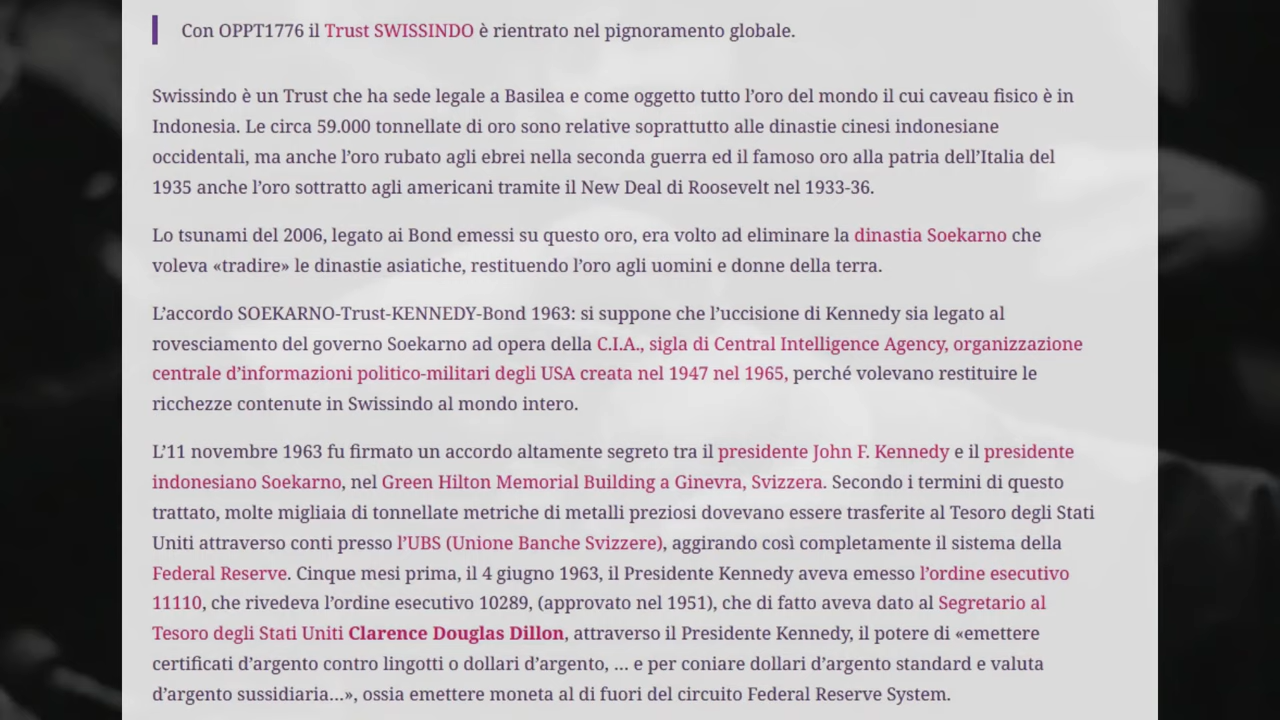 Con OPPT1776 il Trust SWISSINDO è rientrato nel pignoramento globale.
Swissindo è un Trust che ha sede legale a Basilea e come oggetto tutto l’oro del mondo il cui caveau fisico è in
Indonesia. Le circa 59.000 tonnellate di oro sono relative soprattutto alle dinastie cinesi indonesiane
occidentali, ma anche l’oro rubato agli ebrei nella seconda guerra ed il famoso oro alla patria dell’Italia del
1935 anche l’oro sottratto agli americani tramite il New Deal di Roosevelt nel 1933-36.
Lo tsunami del 2006, legato ai Bond emessi su questo oro, era volto ad eliminare la dinastia Soekarno che
voleva «tradire» le dinastie asiatiche, restituendo l’oro agli uomini e donne della terra.
L’accordo SOEKARNO-Trust-KENNEDY-Bond 1963: si suppone che l’uccisione di Kennedy sia legato al
rovesciamento del governo Soekarno ad opera della C.I.A., sigla di Central Intelligence Agency, organizzazione
centrale d’informazioni politico-militari degli USA creata nel 1947 nel 1965, perché volevano restituire le
ricchezze contenute in Swissindo al mondo intero.
L’11 novembre 1963 fu firmato un accordo altamente segreto tra il presidente John F. Kennedy e il presidente
indonesiano Soekarno, nel Green Hilton Memorial Building a Ginevra, Svizzera. Secondo i termini di questo
trattato, molte migliaia di tonnellate metriche di metalli preziosi dovevano essere trasferite al Tesoro degli Stati
Uniti attraverso conti presso l’UBS (Unione Banche Svizzere), aggirando così completamente il sistema della
Federal Reserve. Cinque mesi prima, il 4 giugno 1963, il Presidente Kennedy aveva emesso l’ordine esecutivo
11110, che rivedeva l’ordine esecutivo 10289, (approvato nel 1951), che di fatto aveva dato al Segretario al
Tesoro degli Stati Uniti Clarence Douglas Dillon, attraverso il Presidente Kennedy, il potere di «emettere
certificati d’argento contro lingotti o dollari d’argento, … e per coniare dollari d’argento standard e valuta
d’argento sussidiaria…», ossia emettere moneta al di fuori del circuito Federal Reserve System.